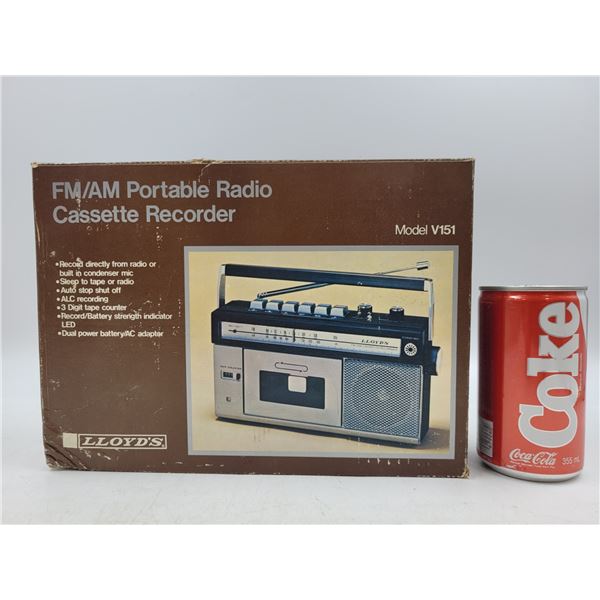 FM/AM Portable Radio
Cassette Recorder
Model V151
•Record directly from radio or
built in condenser mic
•Sleep to tape or radio
•Auto stop shut off
•ALC recording
•3 Digit tape counter
•Record/Battery strength indicator
LED
•Dual power battery/AC adaptor
LLOYD'S
LLOYD'S
Coke
Coca-Cola
355 mL